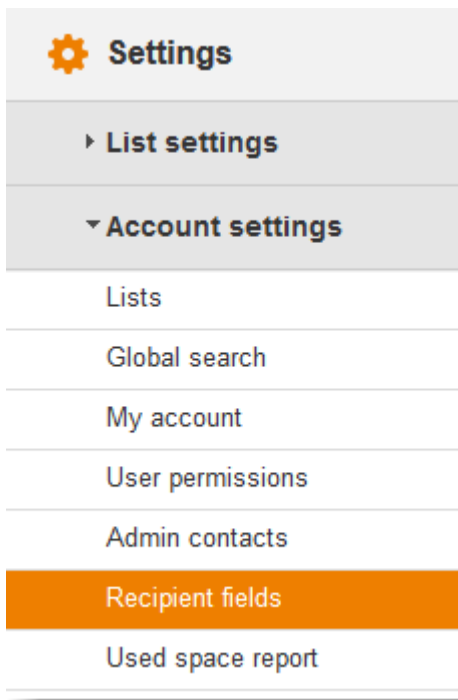 Settings
List settings
Account settings
Lists
Global search
My account
User permissions
Admin contacts
Recipient fields
Used space report